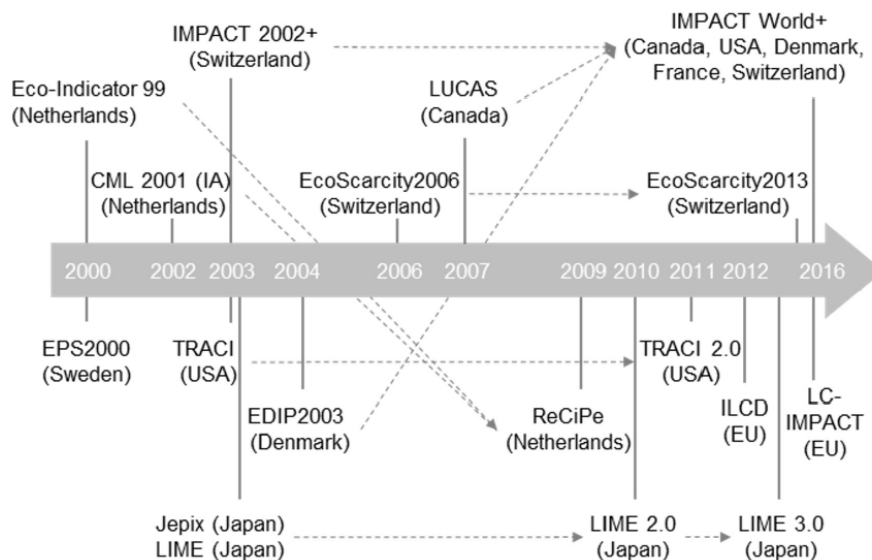 IMPACT 2002+
(Switzerland)
IMPACT World+
(Canada, USA, Denmark,
France, Switzerland)
Eco-Indicator 99
(Netherlands)
LUCAS
(Canada)
CML 2001 (IA)
(Netherlands)
EcoScarcity2006
(Switzerland)
EcoScarcity2013
(Switzerland)
2000 2002 2003 2004 2006 2007 2009 2010 2011 2012 2016
EPS2000
(Sweden)
TRACI
(USA)
TRACI 2.0
(USA)
EDIP2003
(Denmark)
ReCiPe
(Netherlands)
ILCD
(EU)
LC-
IMPACT
(EU)
Jepix (Japan)
LIME (Japan)
LIME 2.0
(Japan)
LIME 3.0
(Japan)